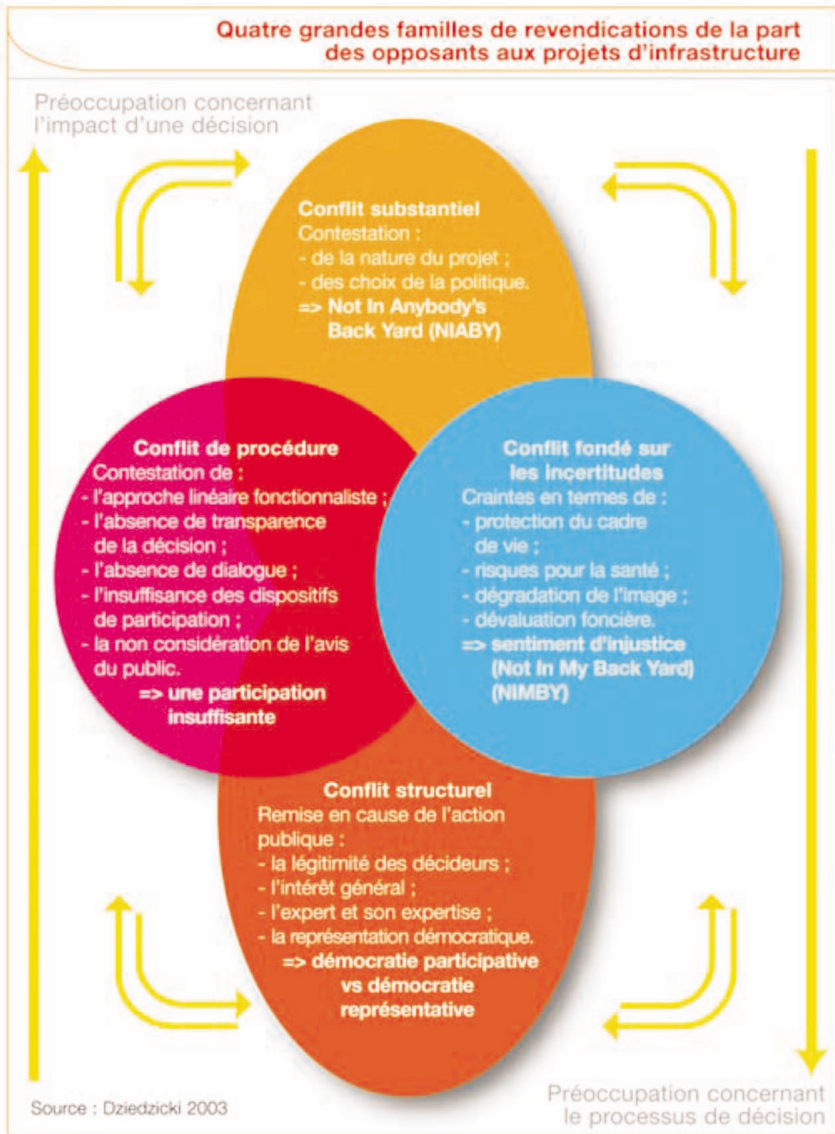 Quatre grandes familles de revendications de la part
des opposants aux projets d'infrastructure
Préoccupation concernant
l'impact d'une décision
Conflit substantiel
Contestation :
- de la nature du projet ;
- des choix de la politique.
=> Not In Anybody's
Back Yard (NIABY)
Conflit de procédure
Contestation de :
- l'approche linéaire fonctionnaliste ;
- l'absence de transparence
de la décision ;
- l'absence de dialogue ;
- l'insuffisance des dispositifs
de participation ;
- la non considération de l'avis
du public.
=> une participation
insuffisante
Conflit fondé sur
les incertitudes
Craintes en termes de :
- protection du cadre
de vie ;
- risques pour la santé ;
- dégradation de l'image ;
- dévaluation foncière.
=> sentiment d'injustice
(Not In My Back Yard)
(NIMBY)
Conflit structurel
Remise en cause de l'action
publique :
- la légitimité des décideurs ;
- l'intérêt général ;
- l'expert et son expertise ;
- la représentation démocratique.
=> démocratie participative
vs démocratie
représentative
Source : Dziedzicki 2003
Préoccupation concernant
le processus de décision